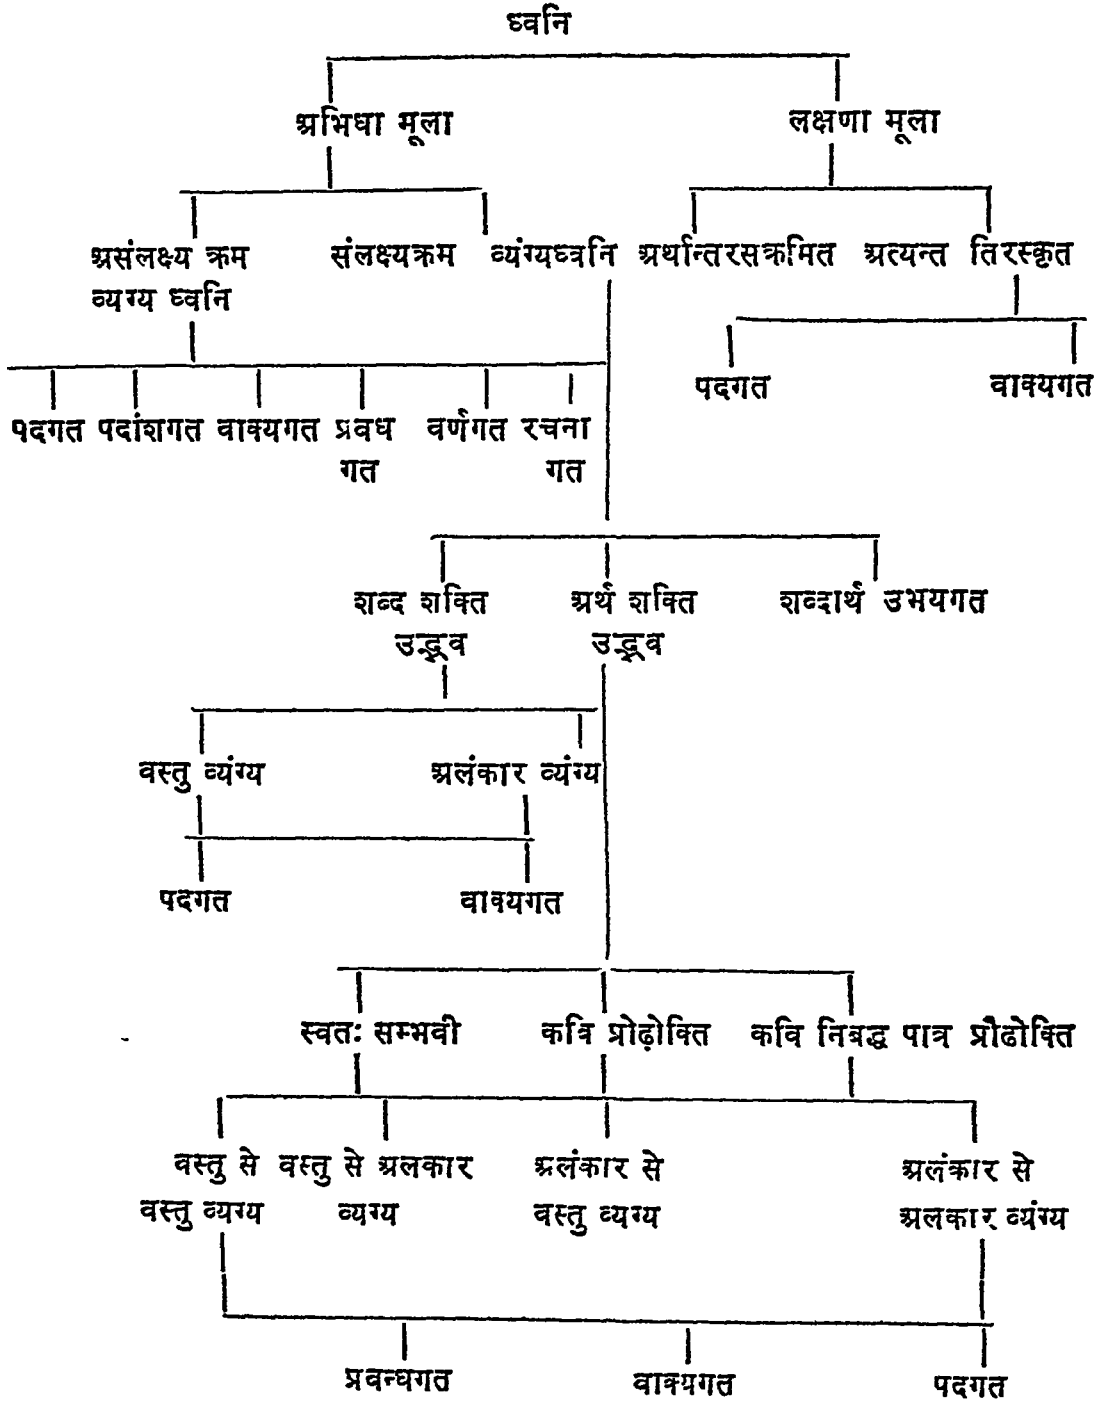 ध्वनि
अभिधा मूला लक्षणा मूला
असंलक्ष्य क्रम संलक्ष्यक्रम व्यंग्यध्वनि अर्थान्तरसक्रमित अत्यन्त तिरस्कृत
व्यग्य ध्वनि
पदगत वाक्यगत
पदगत पदांशगत वाक्यगत प्रवध वर्णगत रचना
गत गत
शब्द शक्ति अर्थ शक्ति शब्दार्थ उभयगत
उद्भव उद्भव
वस्तु व्यंग्य अलंकार व्यंग्य
पदगत वाक्यगत
स्वतः सम्भवी कवि प्रोढ़ोक्ति कवि निबद्ध पात्र प्रौढोक्ति
वस्तु से वस्तु से अलकार अलंकार से अलंकार से
वस्तु व्यग्य व्यग्य वस्तु व्यग्य अलकार व्यंग्य
प्रवन्धगत वाक्यगत पदगत